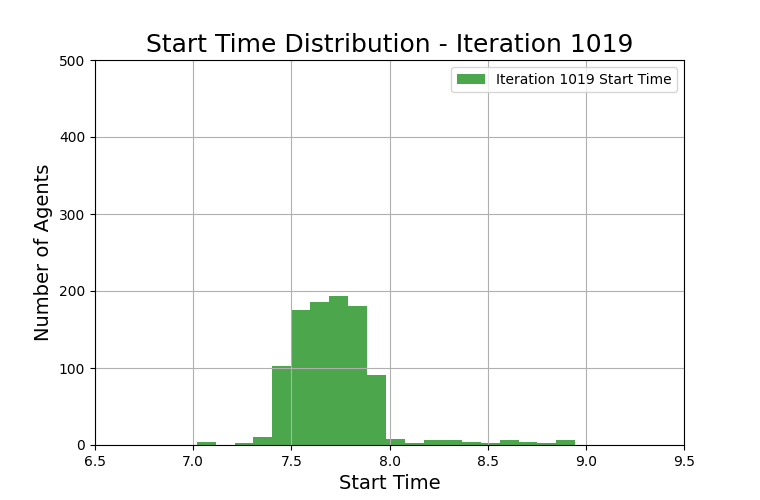 Start Time Distribution - Iteration 1019
Iteration 1019 Start Time
Number of Agents
500
400
300
200
100
0
6.5 7.0 7.5 8.0 8.5 9.0 9.5
Start Time